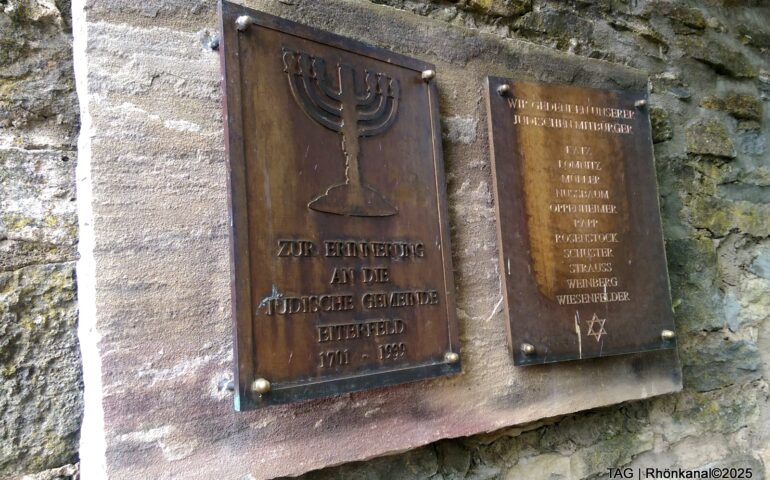 ZUR ERINNERUNG
AN DIE
JÜDISCHE GEMEINDE
EITERFELD
1701 - 1939
WIR GEDENKEN UNSERER
JÜDISCHEN MITBÜRGER
KATZ
LOMNITZ
MÜLLER
NUSSBAUM
OPPENHEIMER
PAPP
ROSENSTOCK
SCHUSTER
STRAUSS
WEINBERG
WIESENFELDER
TAG | Rhönkanal©2025